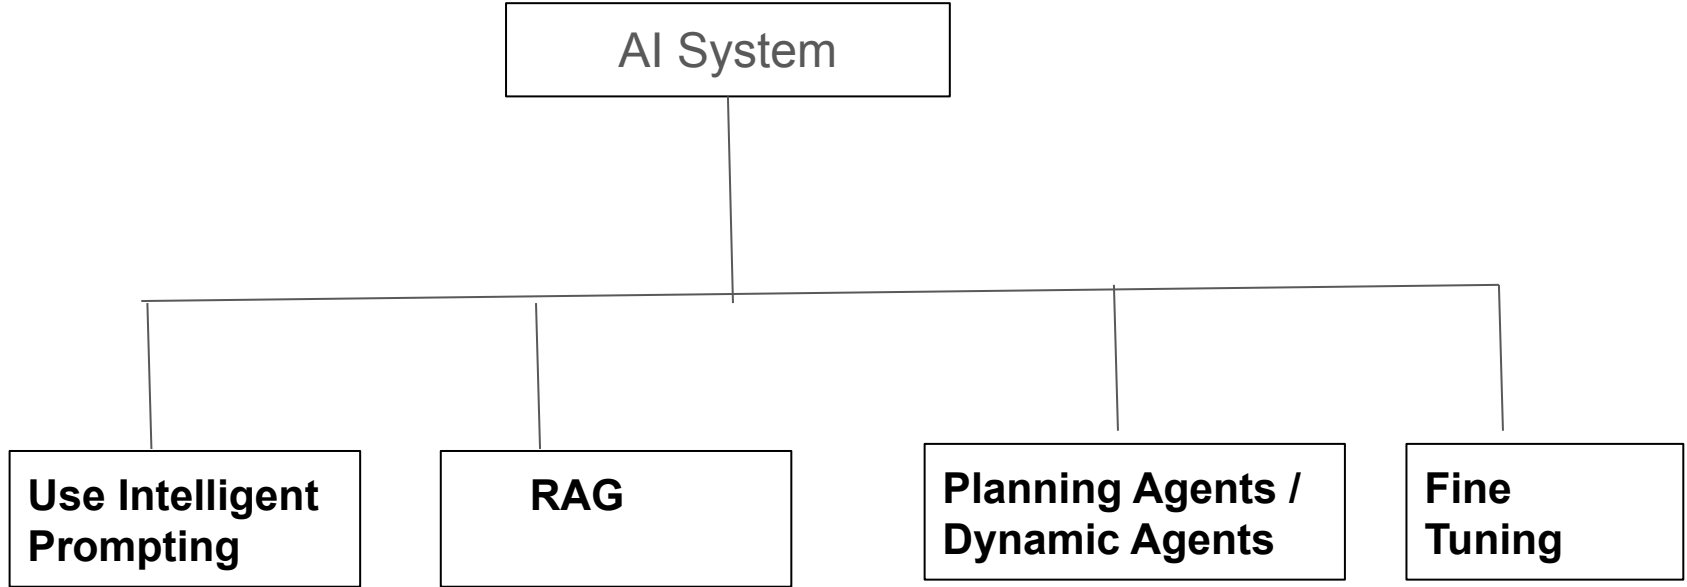 AI System
Use Intelligent
Prompting
RAG
Planning Agents /
Dynamic Agents
Fine
Tuning